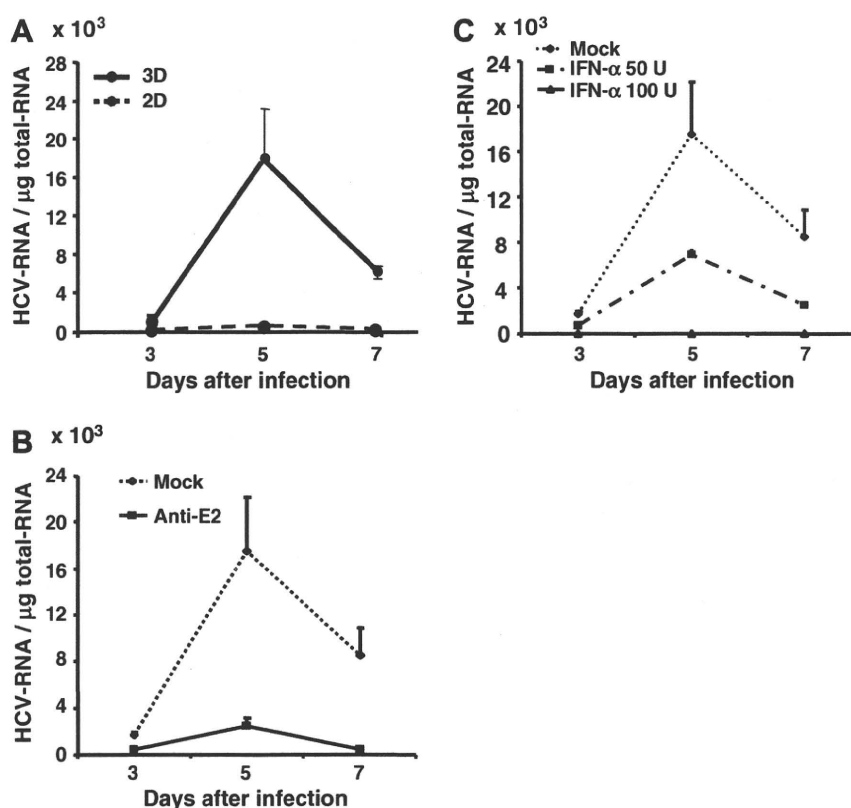 A x 10³
28
24
20
16
12
8
4
0
3D
2D
HCV-RNA / µg total-RNA
3 5 7
Days after infection
C x 10³
24
20
16
12
8
4
0
Mock
IFN-α 50 U
IFN-α 100 U
HCV-RNA / µg total-RNA
3 5 7
Days after infection
B x 10³
24
20
16
12
8
4
0
Mock
Anti-E2
HCV-RNA / µg total-RNA
3 5 7
Days after infection